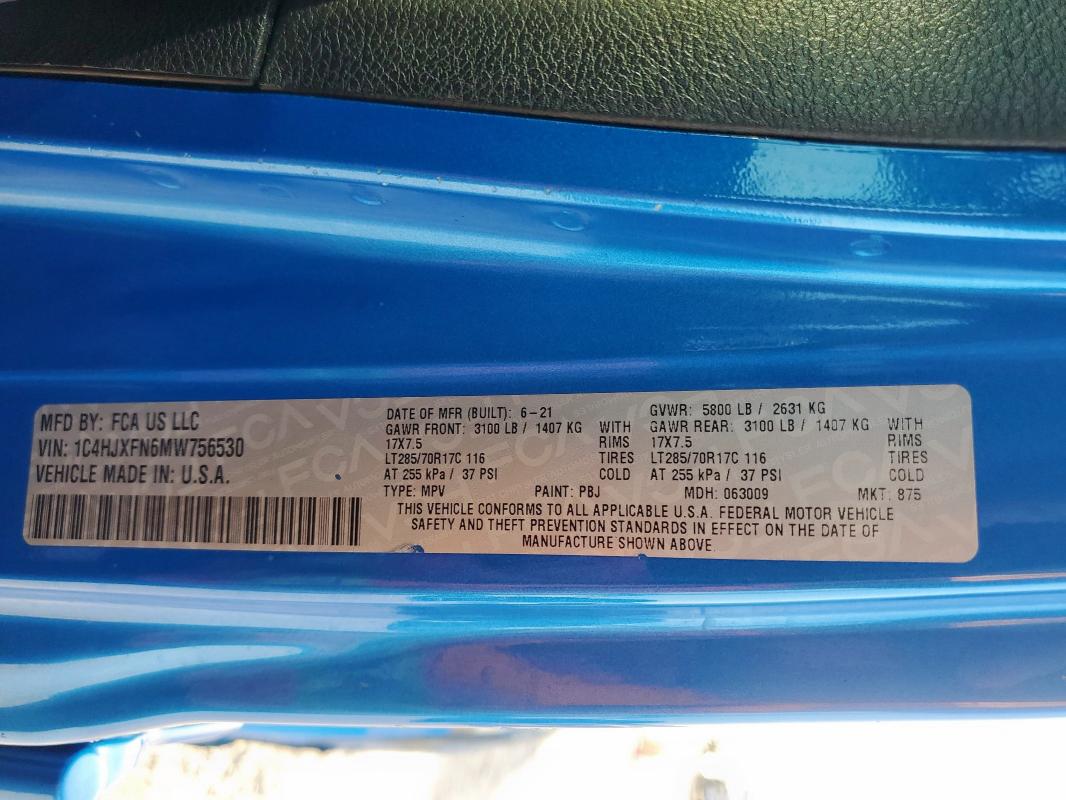 MFD BY: FCA US LLC
VIN: 1C4HJXFN6MW756530
VEHICLE MADE IN: U.S.A.
DATE OF MFR (BUILT): 6-21 GVWR: 5800 LB / 2631 KG
GAWR FRONT: 3100 LB / 1407 KG WITH GAWR REAR: 3100 LB / 1407 KG WITH
17X7.5 RIMS 17X7.5 RIMS
LT285/70R17C 116 TIRES LT285/70R17C 116 TIRES
AT 255 kPa / 37 PSI COLD AT 255 kPa / 37 PSI COLD
TYPE: MPV PAINT: PBJ MDH: 063009 MKT: 875
THIS VEHICLE CONFORMS TO ALL APPLICABLE U.S.A. FEDERAL MOTOR VEHICLE
SAFETY AND THEFT PREVENTION STANDARDS IN EFFECT ON THE DATE OF
MANUFACTURE SHOWN ABOVE.